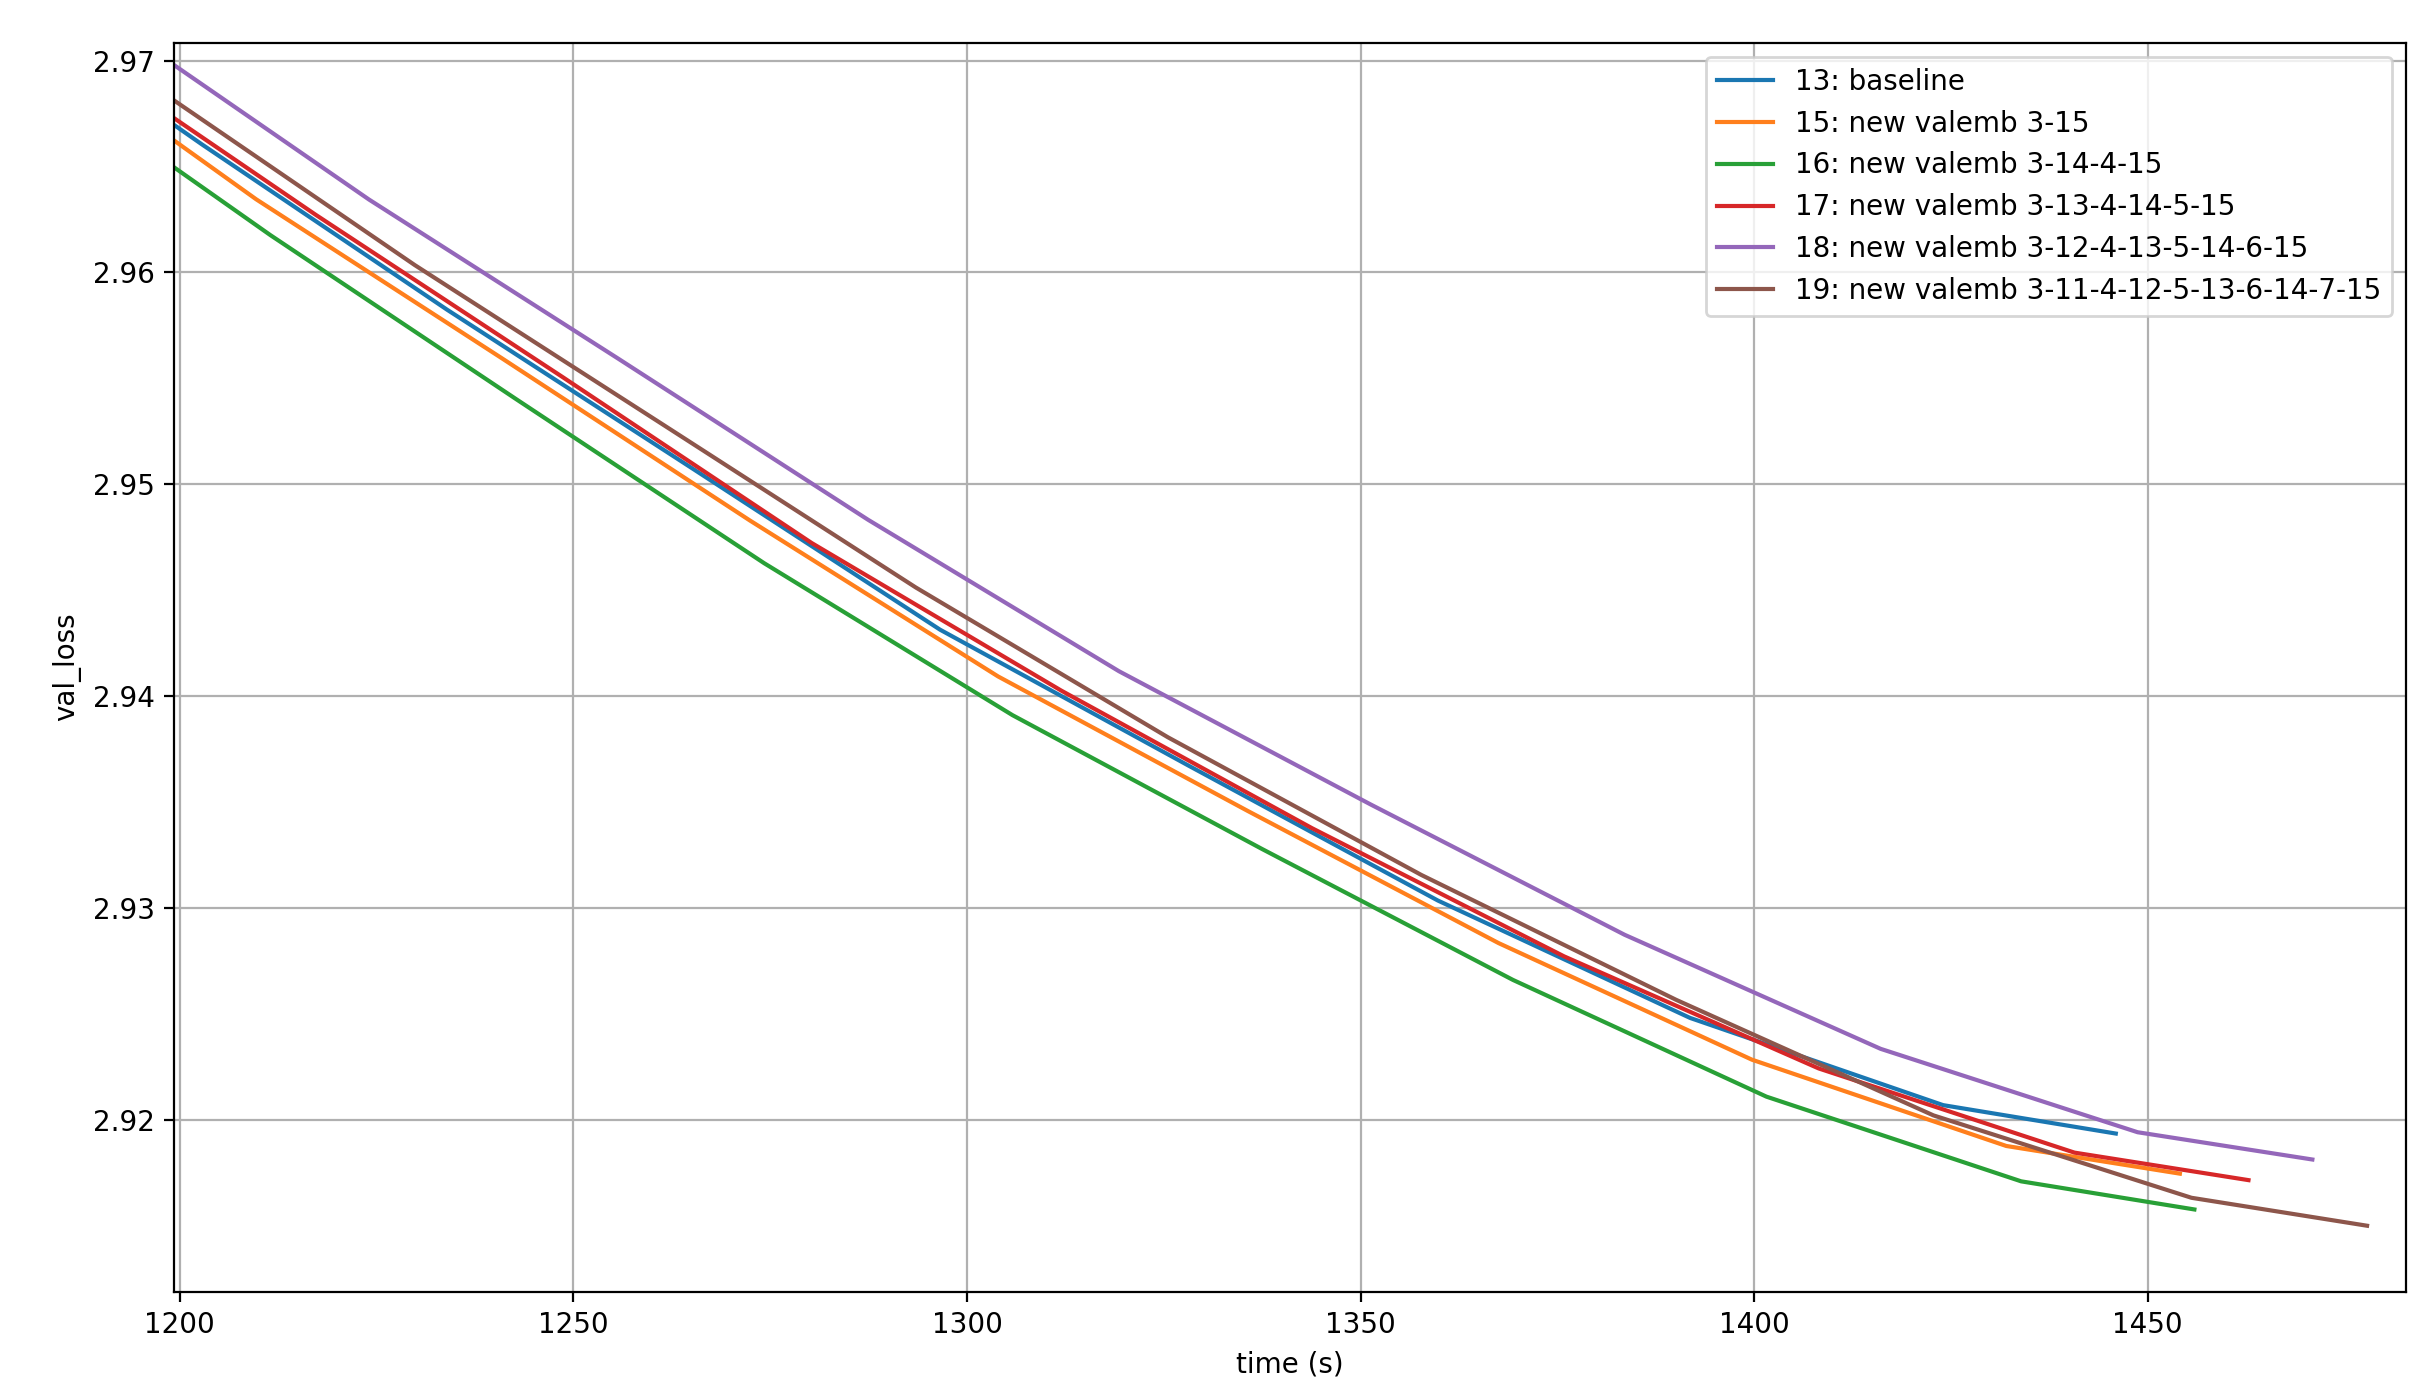 2.97
2.96
2.95
2.94
2.93
2.92
val_loss
1200 1250 1300 1350 1400 1450
time (s)
13: baseline
15: new valemb 3-15
16: new valemb 3-14-4-15
17: new valemb 3-13-4-14-5-15
18: new valemb 3-12-4-13-5-14-6-15
19: new valemb 3-11-4-12-5-13-6-14-7-15